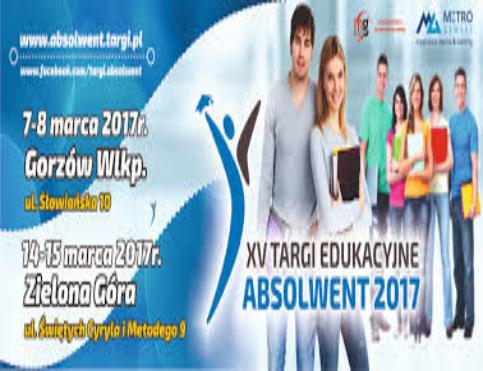 www.absolwent.targi.pl
www.facebook.com/targi.absolwent
7-8 marca 2017r.
Gorzów Wlkp.
ul. Słowiańska 10
14-15 marca 2017r.
Zielona Góra
ul. Świętych Cyryla i Metodego 9
XV TARGI EDUKACYJNE
ABSOLWENT 2017
METRO